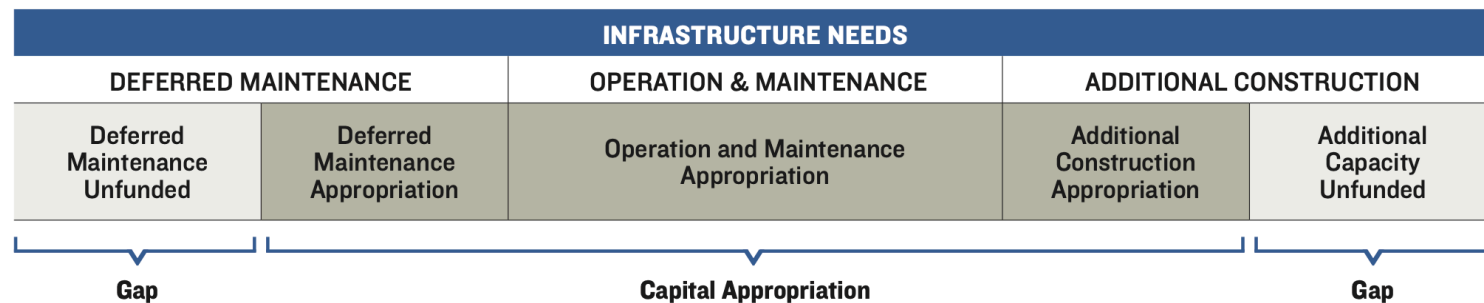 INFRASTRUCTURE NEEDS
DEFERRED MAINTENANCE
OPERATION & MAINTENANCE
ADDITIONAL CONSTRUCTION
Deferred
Maintenance
Unfunded
Deferred
Maintenance
Appropriation
Operation and Maintenance
Appropriation
Additional
Construction
Appropriation
Additional
Capacity
Unfunded
Gap
Capital Appropriation
Gap